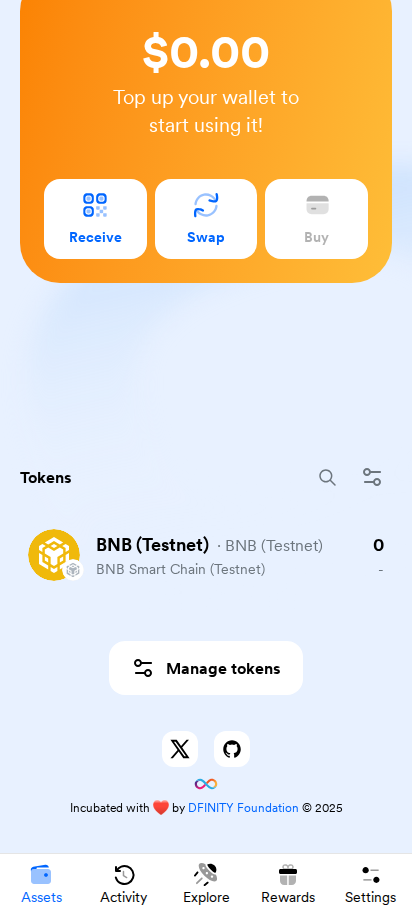 $0.00
Top up your wallet to
start using it!
Receive Swap Buy
Tokens
BNB (Testnet) · BNB (Testnet) 0
BNB Smart Chain (Testnet) -
Manage tokens
Incubated with ❤️ by DFINITY Foundation © 2025
Assets Activity Explore Rewards Settings